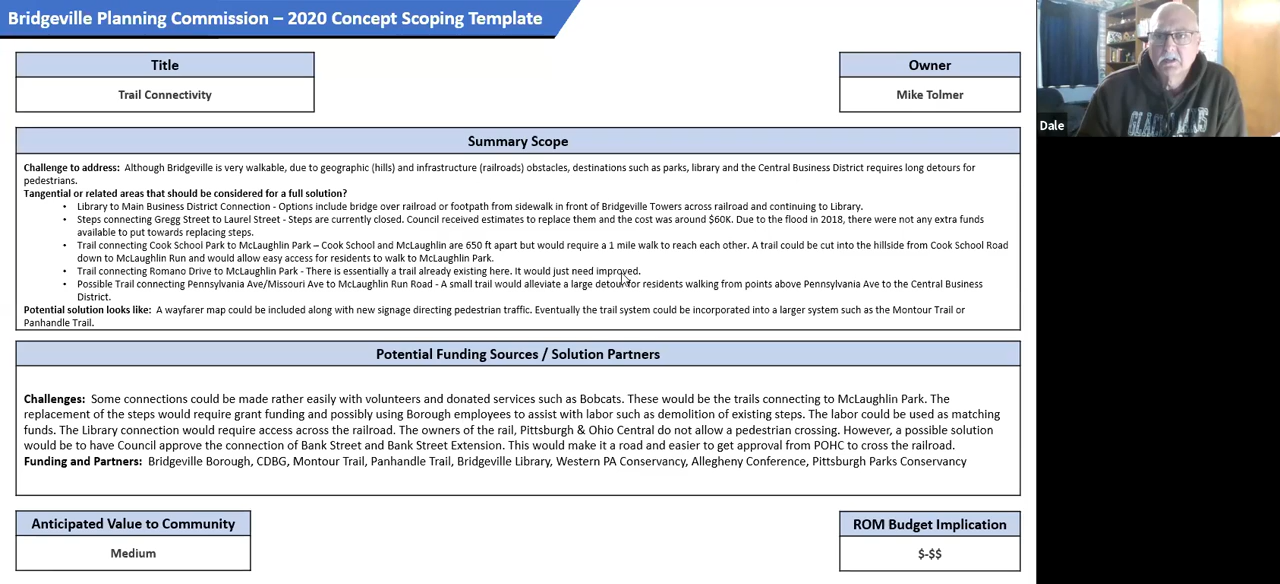 Bridgeville Planning Commission – 2020 Concept Scoping Template
Title
Owner
Trail Connectivity
Mike Tolmer
Dale
Summary Scope
Challenge to address: Although Bridgeville is very walkable, due to geographic (hills) and infrastructure (railroads) obstacles, destinations such as parks, library and the Central Business District requires long detours for
pedestrians.
Tangential or related areas that should be considered for a full solution?
• Library to Main Business District Connection - Options include bridge over railroad or footpath from sidewalk in front of Bridgeville Towers across railroad and continuing to Library.
• Steps connecting Gregg Street to Laurel Street - Steps are currently closed. Council received estimates to replace them and the cost was around $60K. Due to the flood in 2018, there were not any extra funds
available to put towards replacing steps.
• Trail connecting Cook School Park to McLaughlin Park – Cook School and McLaughlin are 650 ft apart but would require a 1 mile walk to reach each other. A trail could be cut into the hillside from Cook School Road
down to McLaughlin Run and would allow easy access for residents to walk to McLaughlin Park.
• Trail connecting Romano Drive to McLaughlin Park - There is essentially a trail already existing here. It would just need improved.
• Possible Trail connecting Pennsylvania Ave/Missouri Ave to McLaughlin Run Road - A small trail would alleviate a large detour for residents walking from points above Pennsylvania Ave to the Central Business
District.
Potential solution looks like: A wayfarer map could be included along with new signage directing pedestrian traffic. Eventually the trail system could be incorporated into a larger system such as the Montour Trail or
Panhandle Trail.
Potential Funding Sources / Solution Partners
Challenges: Some connections could be made rather easily with volunteers and donated services such as Bobcats. These would be the trails connecting to McLaughlin Park. The
replacement of the steps would require grant funding and possibly using Borough employees to assist with labor such as demolition of existing steps. The labor could be used as matching
funds. The Library connection would require access across the railroad. The owners of the rail, Pittsburgh & Ohio Central do not allow a pedestrian crossing. However, a possible solution
would be to have Council approve the connection of Bank Street and Bank Street Extension. This would make it a road and easier to get approval from POHC to cross the railroad.
Funding and Partners: Bridgeville Borough, CDBG, Montour Trail, Panhandle Trail, Bridgeville Library, Western PA Conservancy, Allegheny Conference, Pittsburgh Parks Conservancy
Anticipated Value to Community
ROM Budget Implication
Medium
$-$$